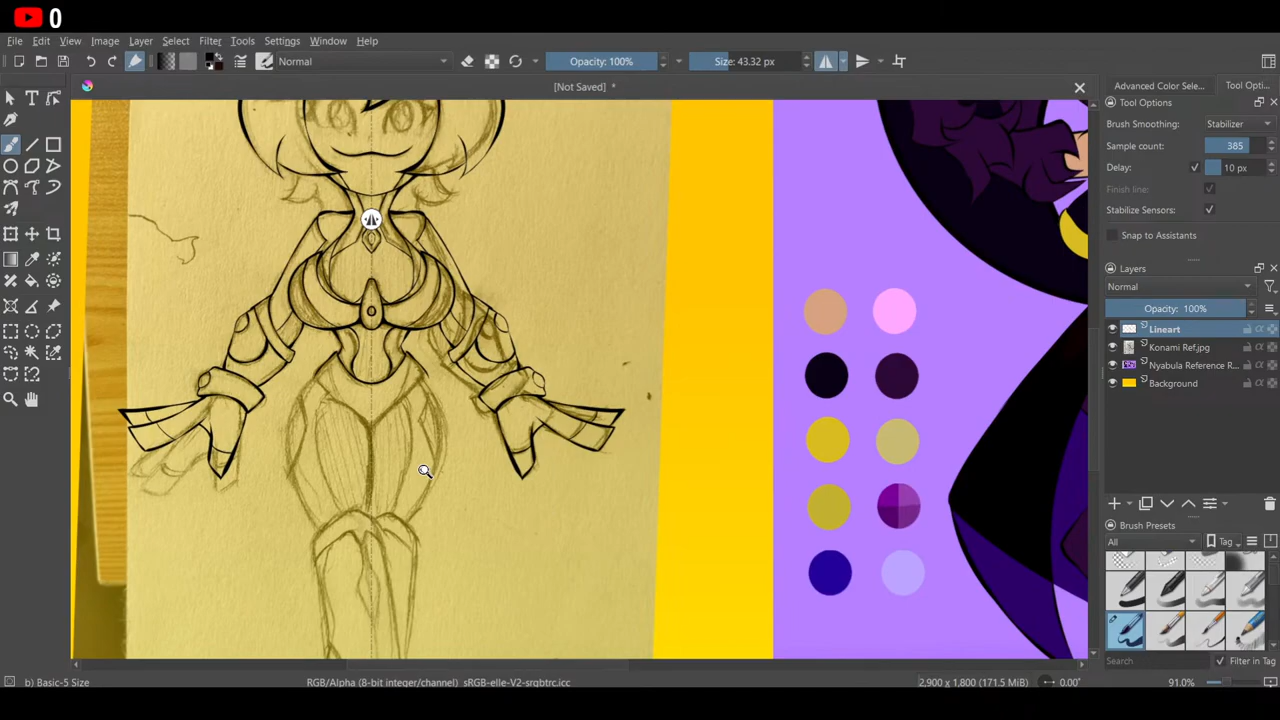 0
File Edit View Image Layer Select Filter Tools Settings Window Help
Normal Opacity: 100% Size: 43.32 px
[Not Saved] *
Advanced Color Sele... Tool Opti...
Tool Options
Brush Smoothing: Stabilizer
Sample count: 385
Delay: 10 px
Finish line:
Stabilize Sensors:
Snap to Assistants
Layers
Normal
Opacity: 100%
Lineart
Konami Ref.jpg
Nyabula Reference R...
Background
Brush Presets
All Tag
Search Filter in Tag
b) Basic-5 Size RGB/Alpha (8-bit integer/channel) sRGB-elle-V2-srgbtrc.icc 2,900 x 1,800 (171.5 MiB) 0.00° 91.0%